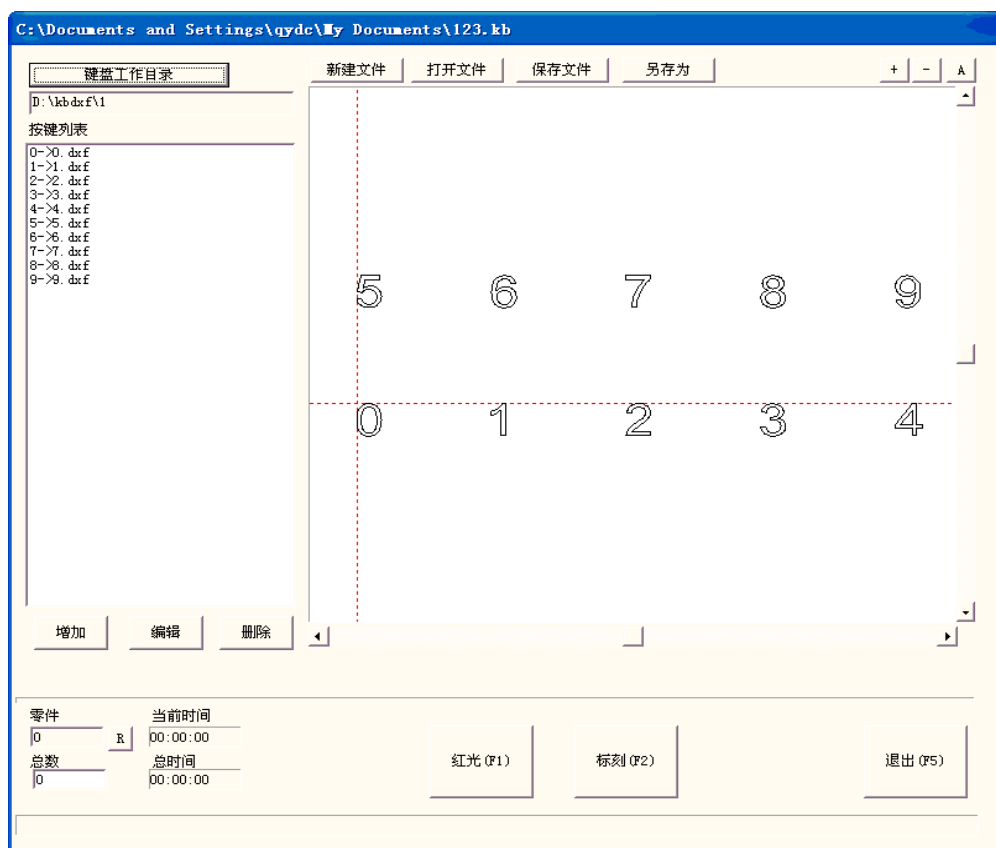 C:\Documents and Settings\qydc\My Documents\123.kb
键盘工作目录
新建文件 打开文件 保存文件 另存为 + - A
D:\kbdxf\1
按键列表
0->0.dxf
1->1.dxf
2->2.dxf
3->3.dxf
4->4.dxf
5->5.dxf
6->6.dxf
7->7.dxf
8->8.dxf
9->9.dxf
5 6 7 8 9
0 1 2 3 4
增加 编辑 删除
零件 当前时间
0 R 00:00:00
总数 总时间
0 00:00:00
红光(F1) 标刻(F2) 退出(F5)